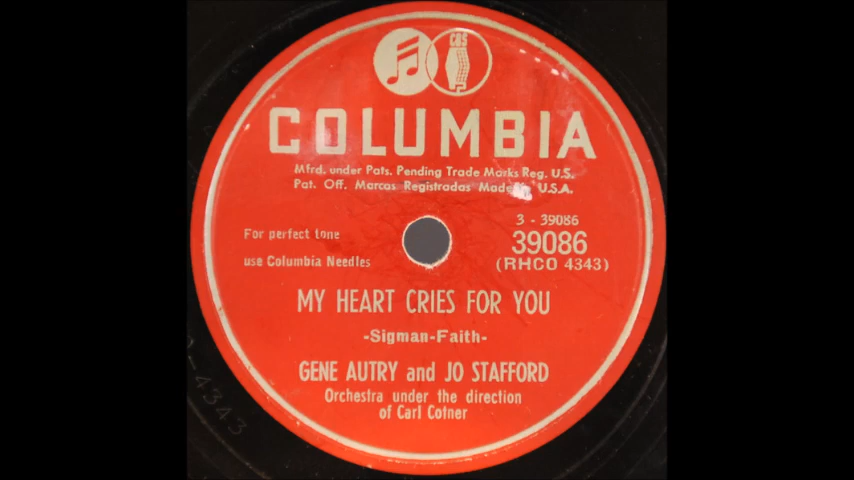 CBS
COLUMBIA
Mfrd. under Pats. Pending Trade Marks Reg. U.S.
Pat. Off. Marcas Registradas Made U.S.A.
3 - 39086
For perfect tone
39086
use Columbia Needles
(RHCO 4343)
MY HEART CRIES FOR YOU
-Sigman-Faith-
GENE AUTRY and JO STAFFORD
Orchestra under the direction
of Carl Cotner
4343